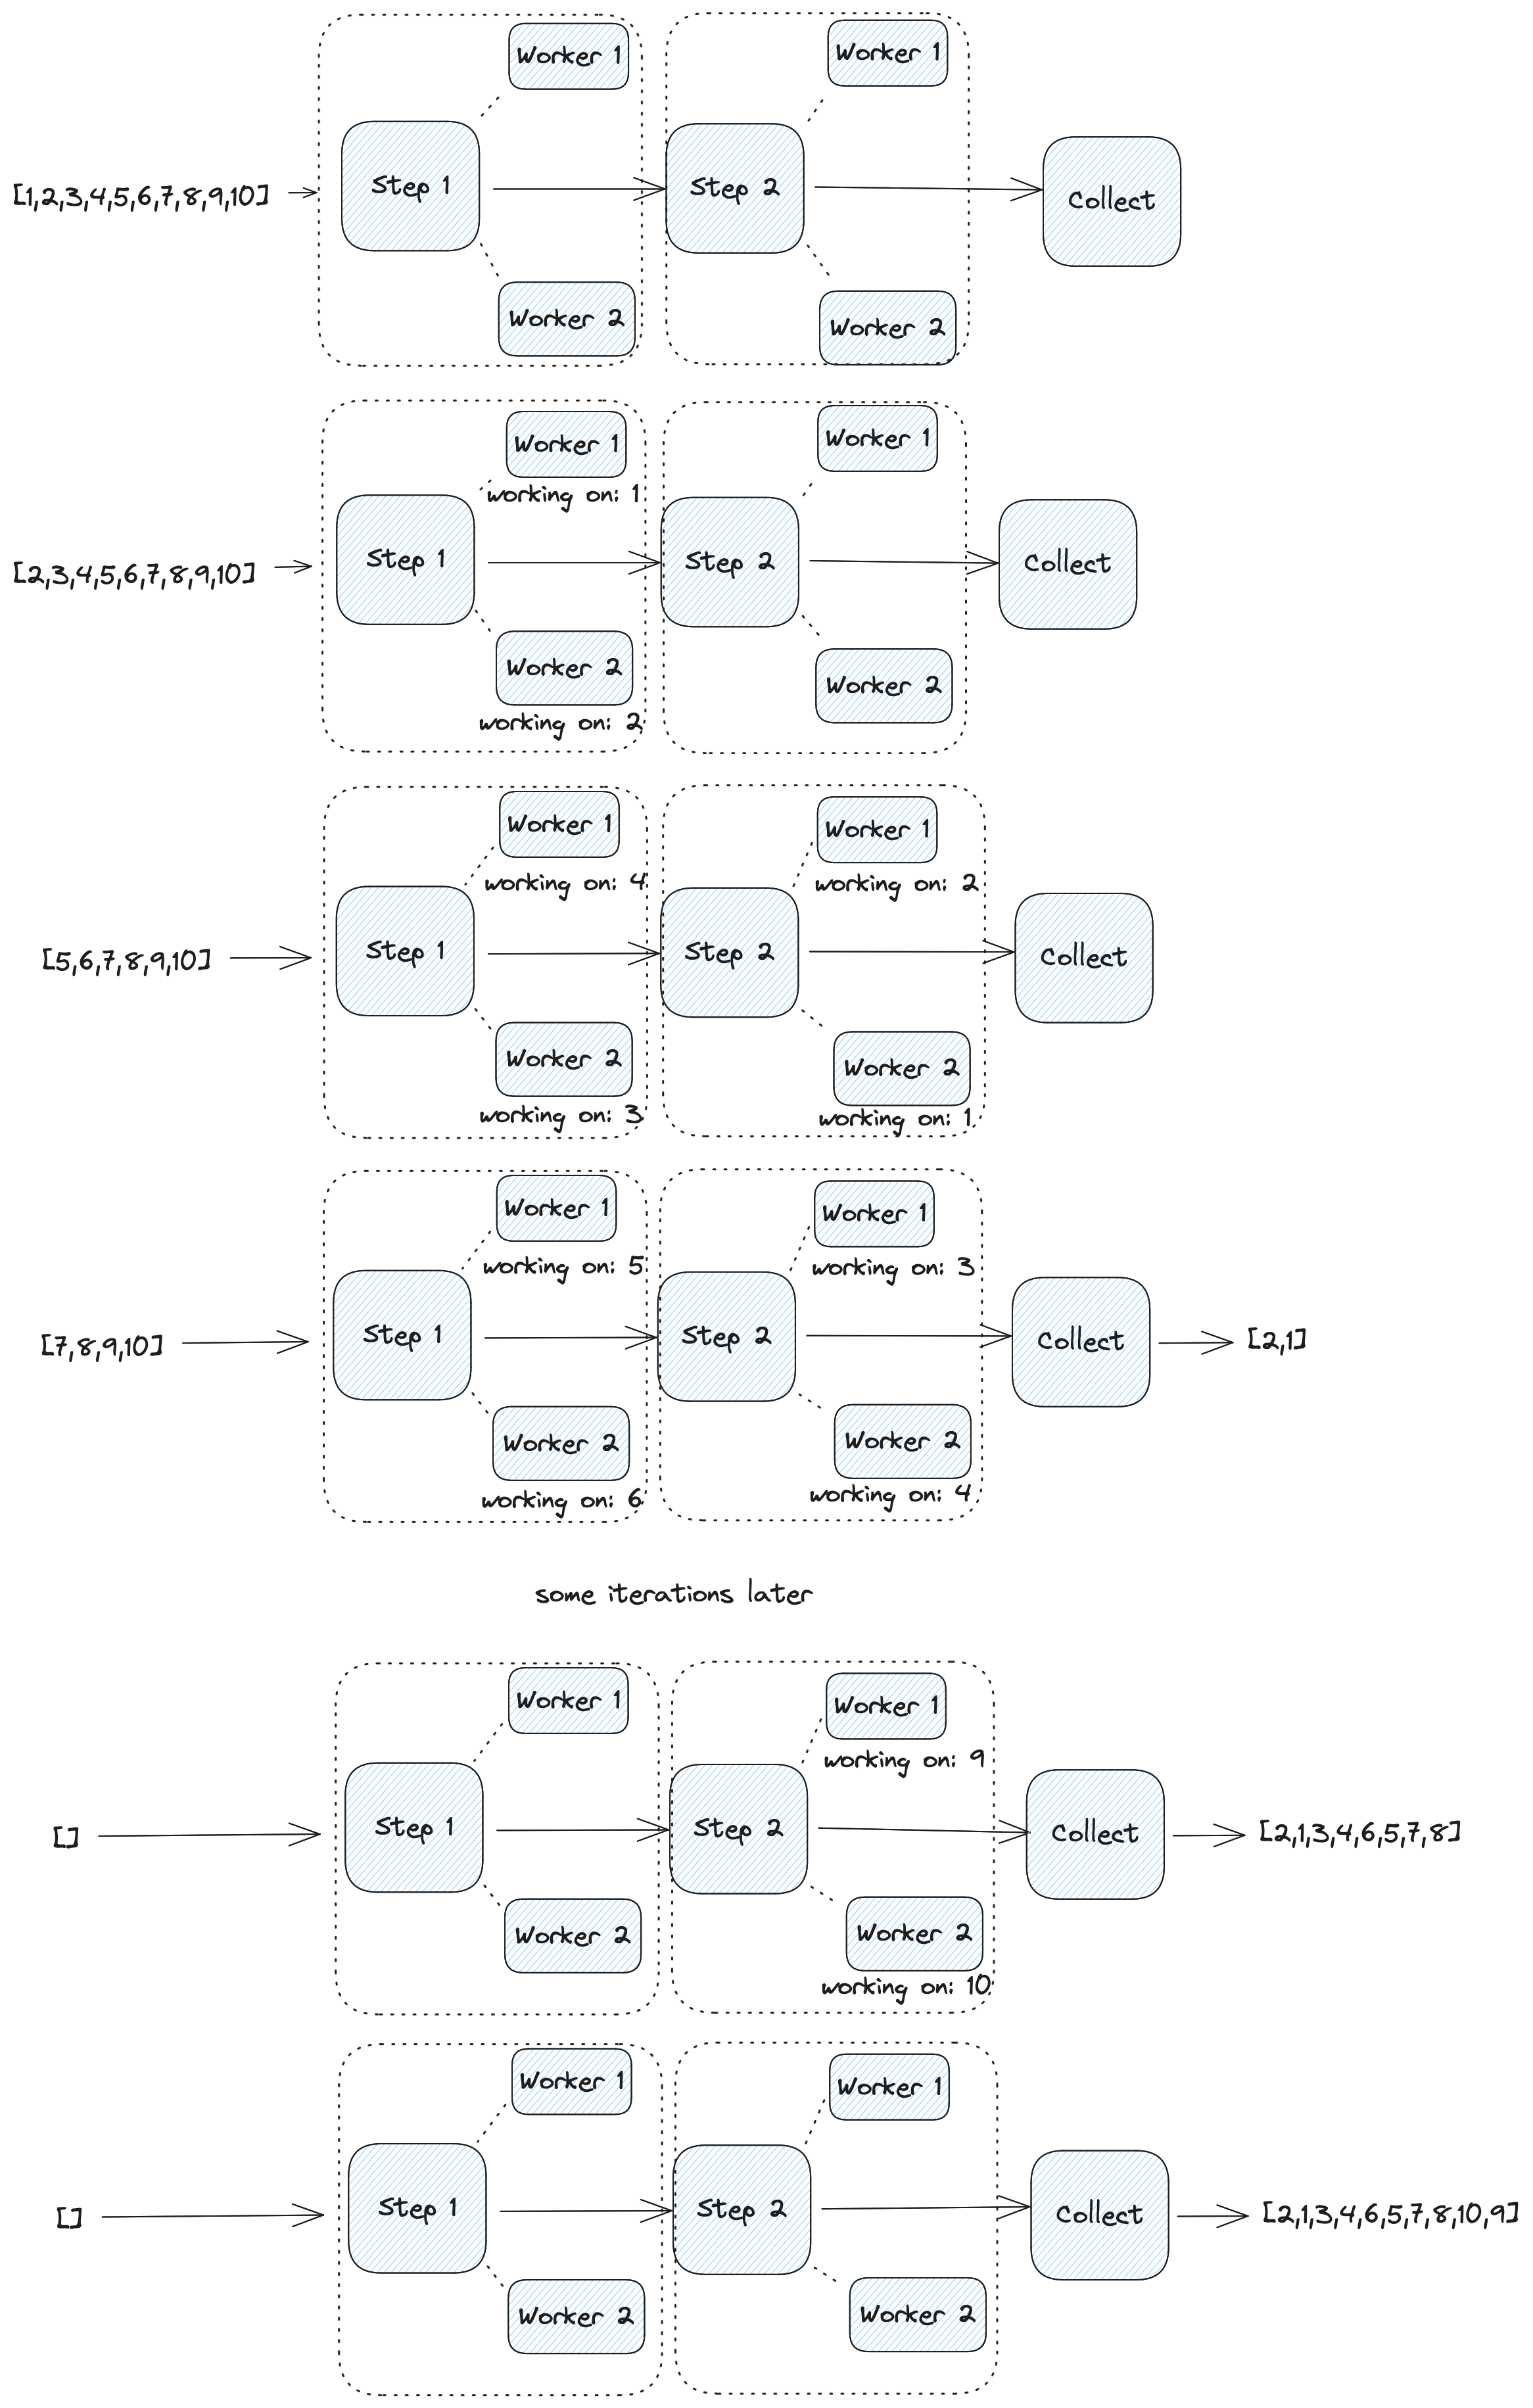 Worker 1
Worker 1
[1,2,3,4,5,6,7,8,9,10]
Step 1
Step 2
Collect
Worker 2
Worker 2
Worker 1
working on: 1
Worker 1
[2,3,4,5,6,7,8,9,10]
Step 1
Step 2
Collect
Worker 2
working on: 2
Worker 2
Worker 1
working on: 4
Worker 1
working on: 2
[5,6,7,8,9,10]
Step 1
Step 2
Collect
Worker 2
working on: 3
Worker 2
working on: 1
Worker 1
working on: 5
Worker 1
working on: 3
[7,8,9,10]
Step 1
Step 2
Collect
[2,1]
Worker 2
working on: 6
Worker 2
working on: 4
some iterations later
Worker 1
Worker 1
working on: 9
[]
Step 1
Step 2
Collect
[2,1,3,4,6,5,7,8]
Worker 2
Worker 2
working on: 10
Worker 1
Worker 1
[]
Step 1
Step 2
Collect
[2,1,3,4,6,5,7,8,10,9]
Worker 2
Worker 2